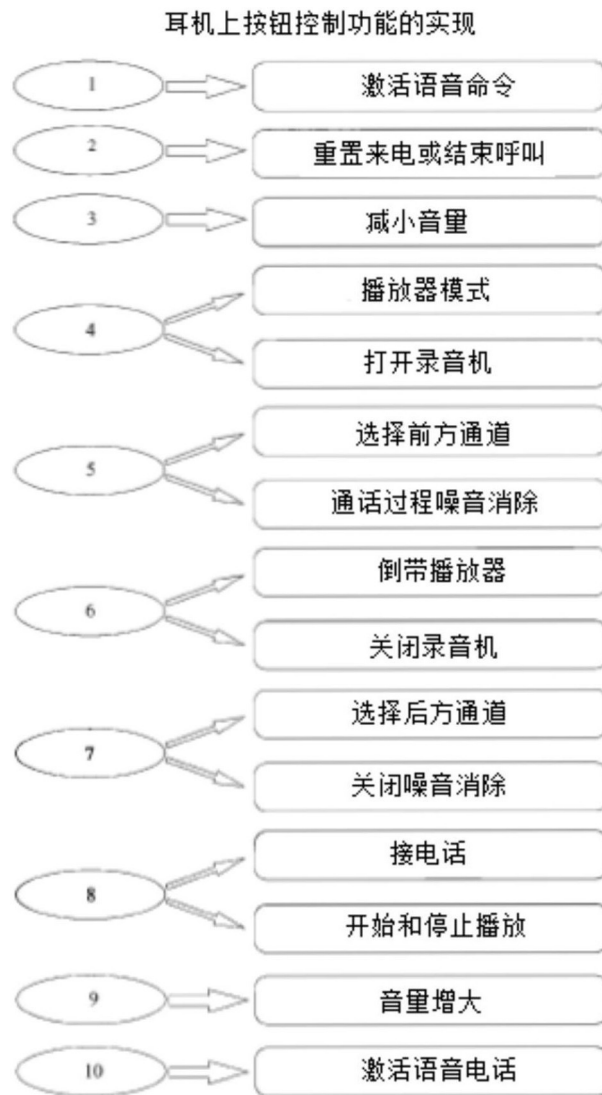 耳机上按钮控制功能的实现
1
激活语音命令
2
重置来电或结束呼叫
3
减小音量
4
播放器模式
打开录音机
5
选择前方通道
通话过程噪音消除
6
倒带播放器
关闭录音机
7
选择后方通道
关闭噪音消除
8
接电话
开始和停止播放
9
音量增大
10
激活语音电话